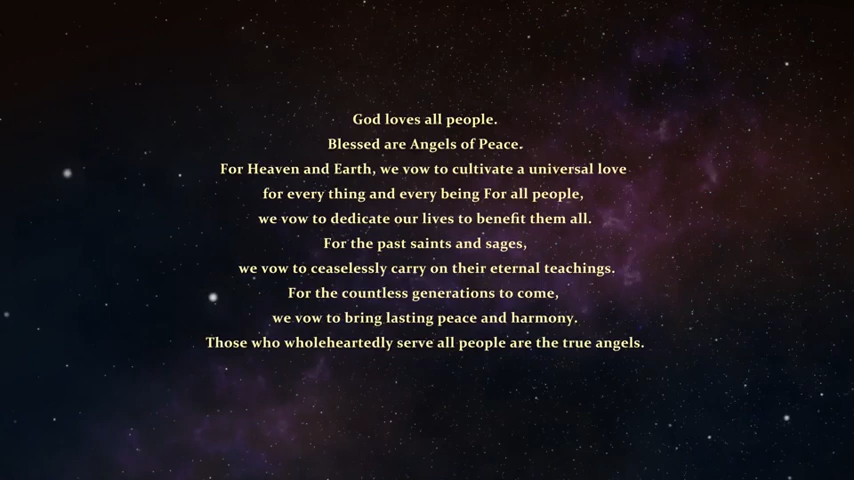 God loves all people.
Blessed are Angels of Peace.
For Heaven and Earth, we vow to cultivate a universal love
for every thing and every being For all people,
we vow to dedicate our lives to benefit them all.
For the past saints and sages,
we vow to ceaselessly carry on their eternal teachings.
For the countless generations to come,
we vow to bring lasting peace and harmony.
Those who wholeheartedly serve all people are the true angels.